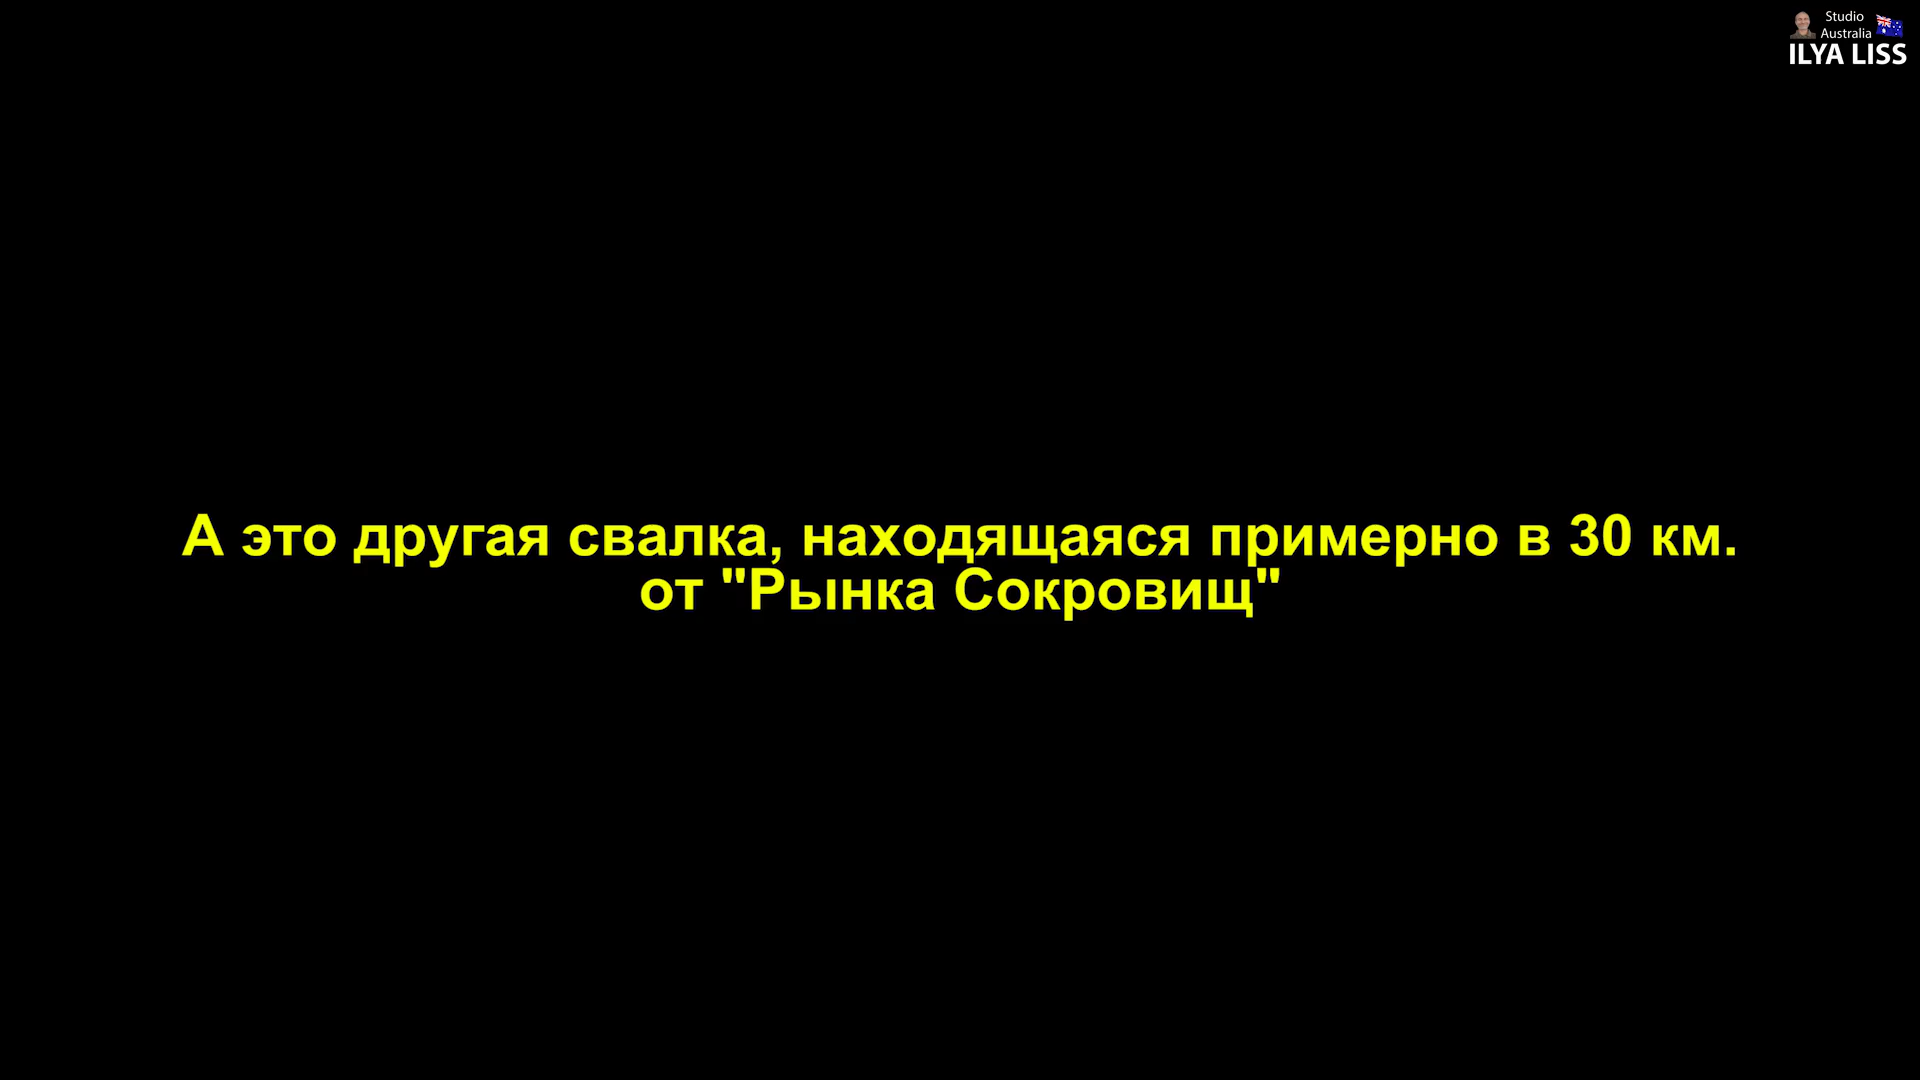 Studio
Australia
ILYA LISS
А это другая свалка, находящаяся примерно в 30 км.
от "Рынка Сокровищ"